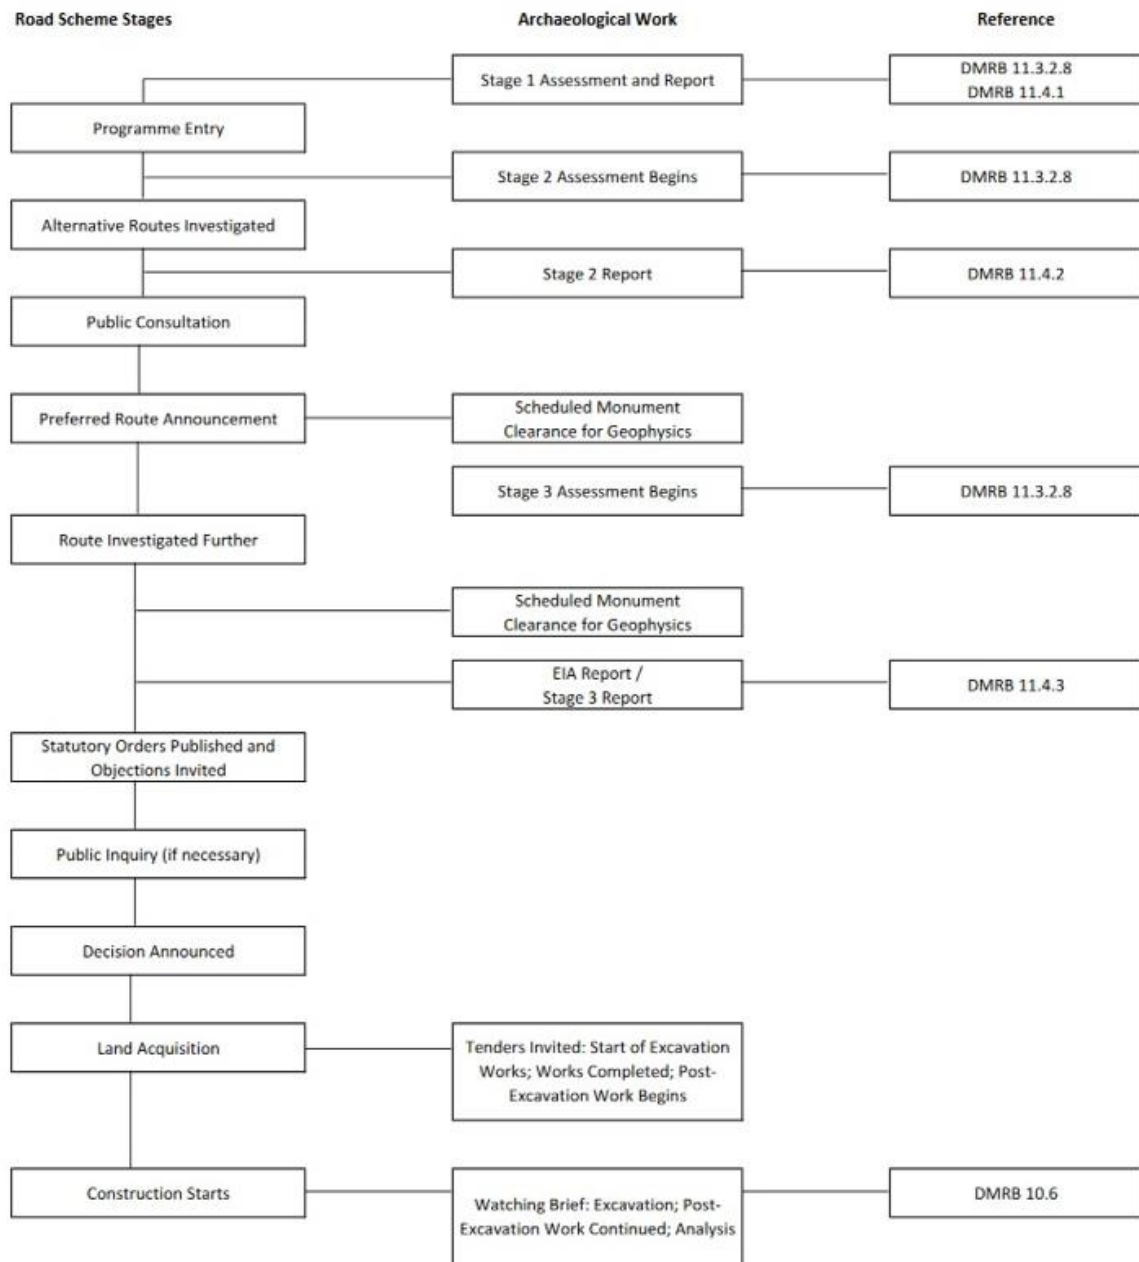 Road Scheme Stages
Archaeological Work
Reference
Stage 1 Assessment and Report
DMRB 11.3.2.8
DMRB 11.4.1
Programme Entry
Stage 2 Assessment Begins
DMRB 11.3.2.8
Alternative Routes Investigated
Stage 2 Report
DMRB 11.4.2
Public Consultation
Preferred Route Announcement
Scheduled Monument
Clearance for Geophysics
Stage 3 Assessment Begins
DMRB 11.3.2.8
Route Investigated Further
Scheduled Monument
Clearance for Geophysics
EIA Report /
Stage 3 Report
DMRB 11.4.3
Statutory Orders Published and
Objections Invited
Public Inquiry (if necessary)
Decision Announced
Land Acquisition
Tenders Invited: Start of Excavation
Works; Works Completed; Post-
Excavation Work Begins
Construction Starts
Watching Brief: Excavation; Post-
Excavation Work Continued; Analysis
DMRB 10.6